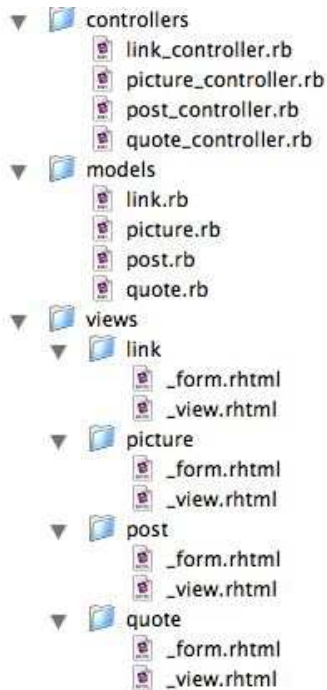 controllers
link_controller.rb
picture_controller.rb
post_controller.rb
quote_controller.rb
models
link.rb
picture.rb
post.rb
quote.rb
views
link
_form.rhtml
_view.rhtml
picture
_form.rhtml
_view.rhtml
post
_form.rhtml
_view.rhtml
quote
_form.rhtml
_view.rhtml